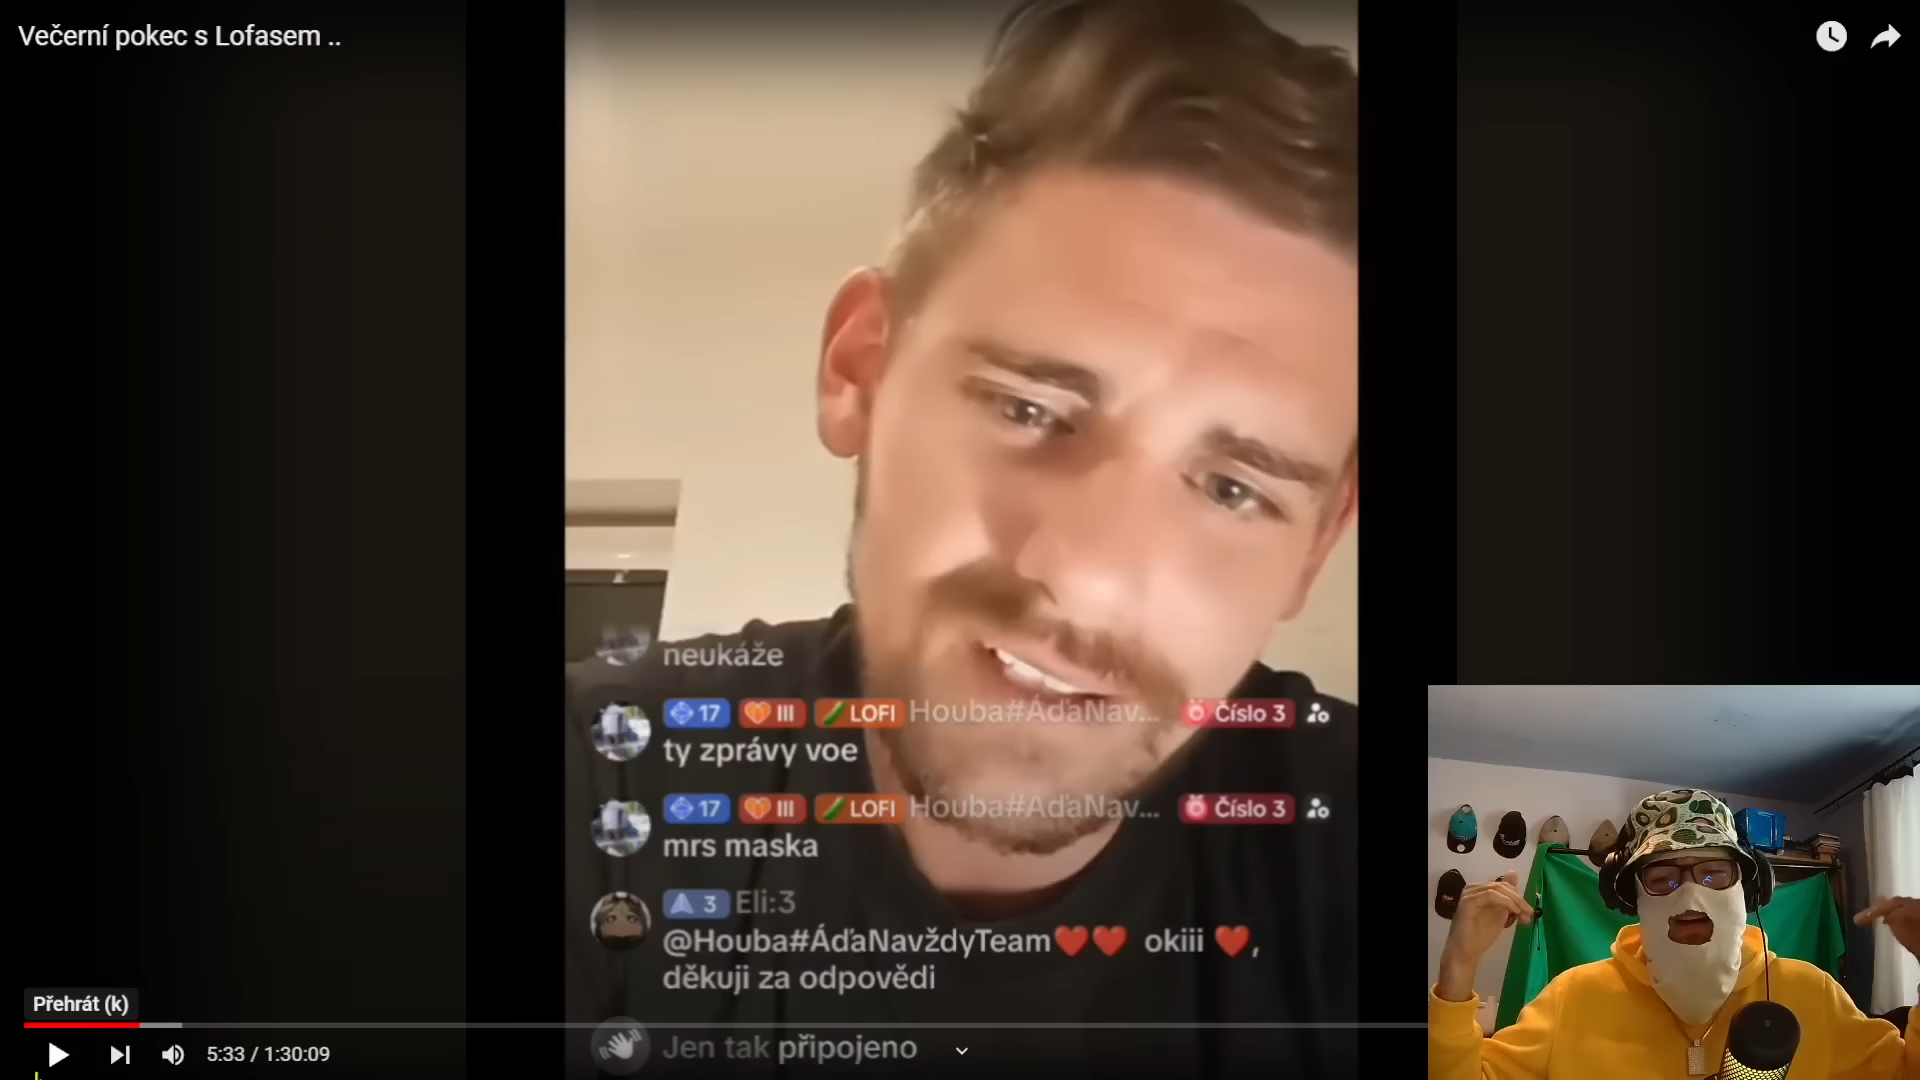 Večerní pokec s Lofasem ..
neukáže
17 III LOFI Houba#ÁďaNav... Číslo 3
ty zprávy voe
17 III LOFI Houba#ÁďaNav... Číslo 3
mrs maska
3 Eli:3
@Houba#ÁďaNavždyTeam❤️❤️ okiii ❤️,
děkuji za odpovědi
Jen tak připojeno
Přehrát (k)
5:33 / 1:30:09